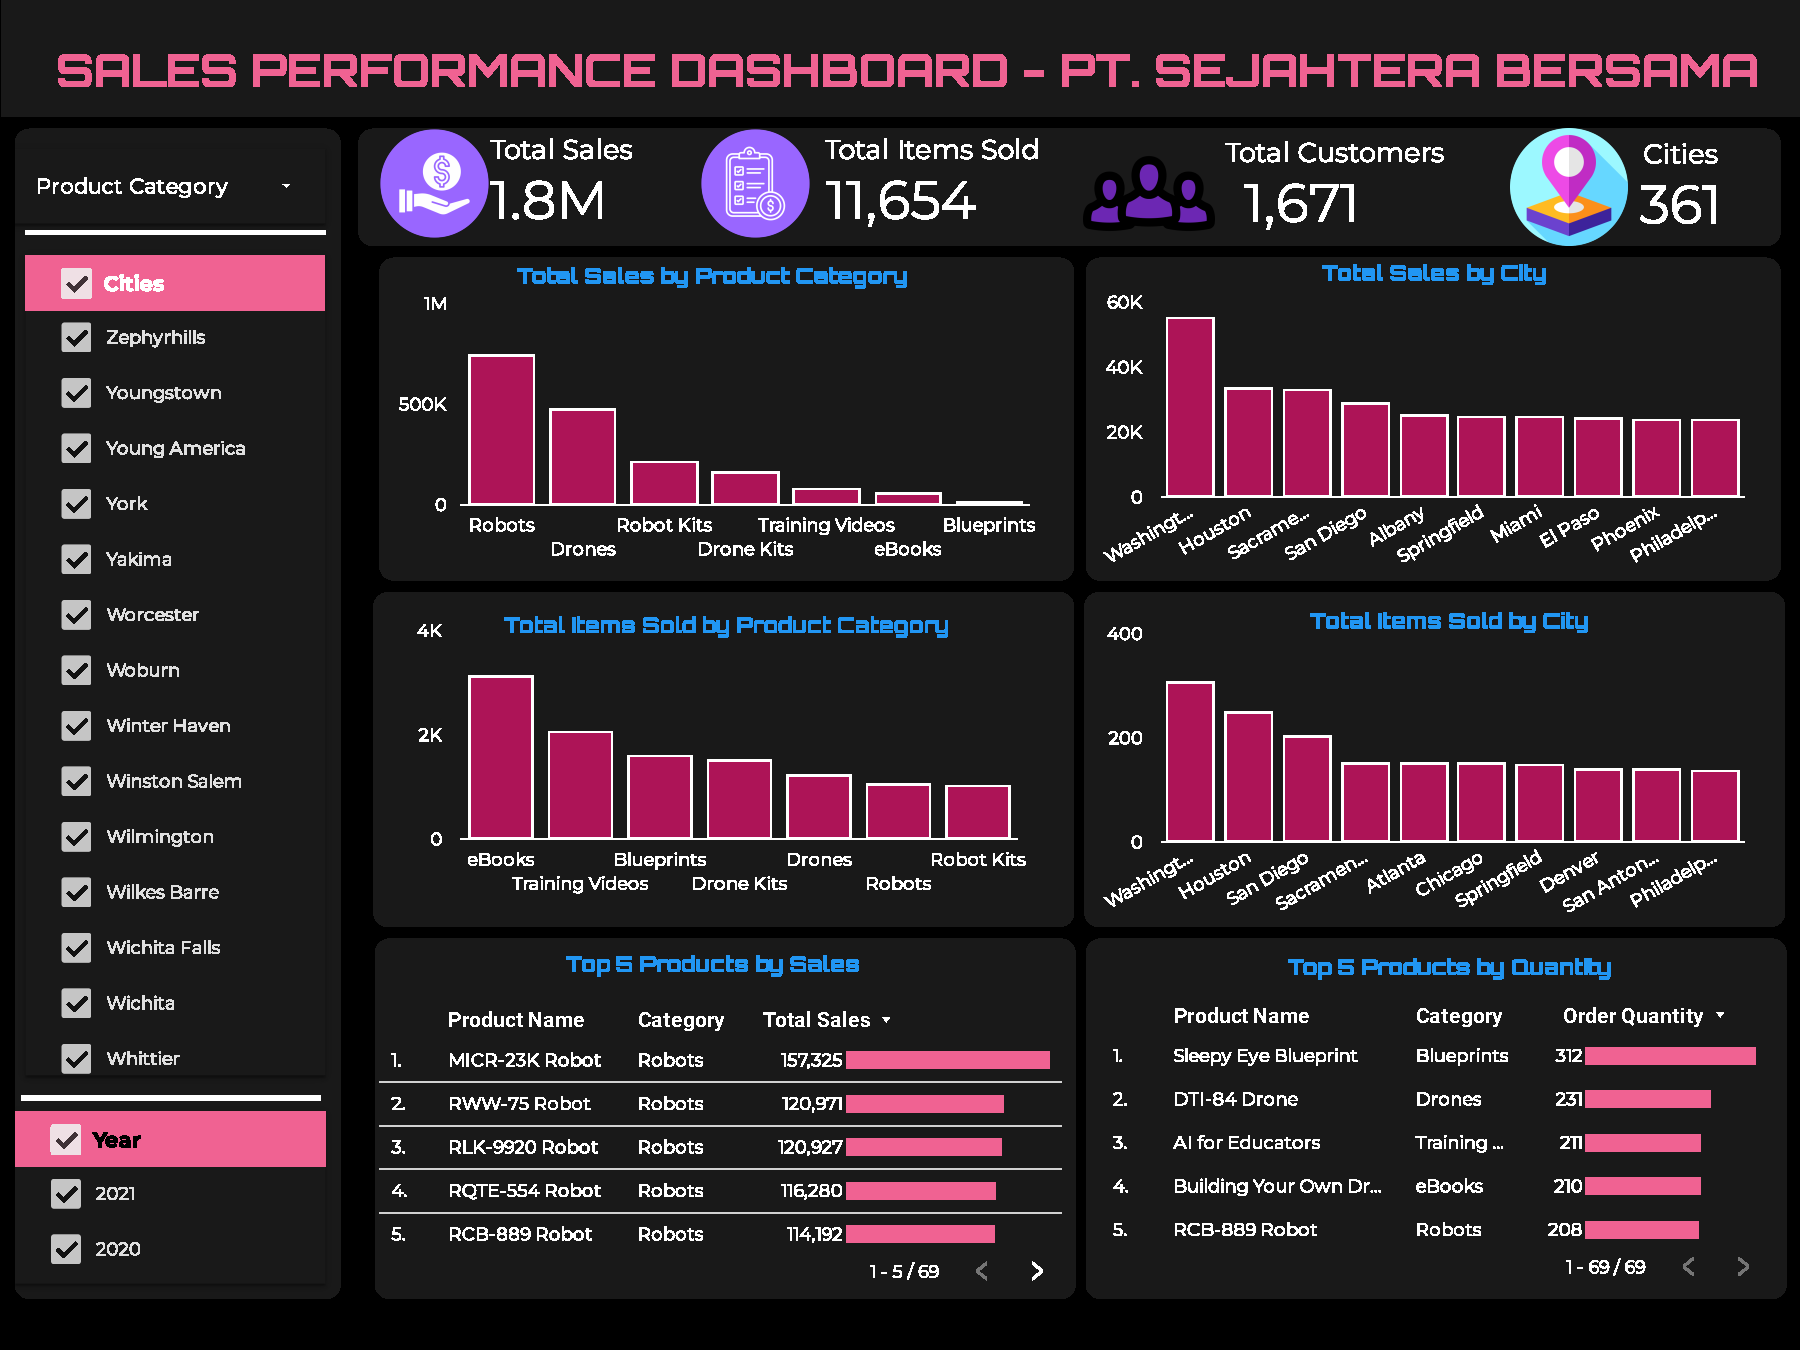 SALES PERFORMANCE DASHBOARD - PT. SEJAHTERA BERSAMA
Product Category
Cities
Zephyrhills
Youngstown
Young America
York
Yakima
Worcester
Woburn
Winter Haven
Winston Salem
Wilmington
Wilkes Barre
Wichita Falls
Wichita
Whittier
Year
2021
2020
Total Sales
1.8M
Total Items Sold
11,654
Total Customers
1,671
Cities
361
Total Sales by Product Category
1M
500K
0
Robots
Drones
Robot Kits
Drone Kits
Training Videos
eBooks
Blueprints
Total Sales by City
60K
40K
20K
0
Washingt...
Houston
Sacrame...
San Diego
Albany
Springfield
Miami
El Paso
Phoenix
Philadelp...
Total Items Sold by Product Category
4K
2K
0
eBooks
Training Videos
Blueprints
Drone Kits
Drones
Robots
Robot Kits
Total Items Sold by City
400
200
0
Washingt...
Houston
San Diego
Sacramen...
Atlanta
Chicago
Springfield
Denver
San Anton...
Philadelp...
Top 5 Products by Sales
Product Name Category Total Sales
1. MICR-23K Robot Robots 157,325
2. RWW-75 Robot Robots 120,971
3. RLK-9920 Robot Robots 120,927
4. RQTE-554 Robot Robots 116,280
5. RCB-889 Robot Robots 114,192
1 - 5 / 69
Top 5 Products by Quantity
Product Name Category Order Quantity
1. Sleepy Eye Blueprint Blueprints 312
2. DTI-84 Drone Drones 231
3. AI for Educators Training ... 211
4. Building Your Own Dr... eBooks 210
5. RCB-889 Robot Robots 208
1 - 69 / 69